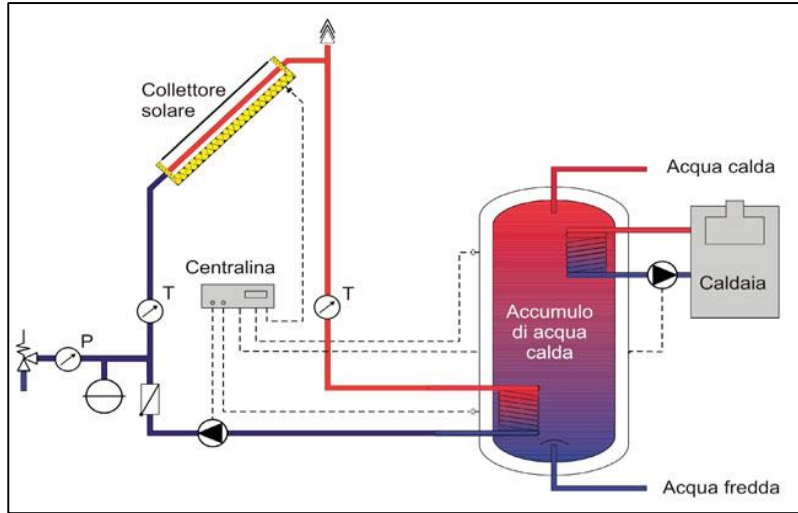 Collettore
solare
Acqua calda
Centralina
T
T
Caldaia
Accumulo
di acqua
calda
P
Acqua fredda